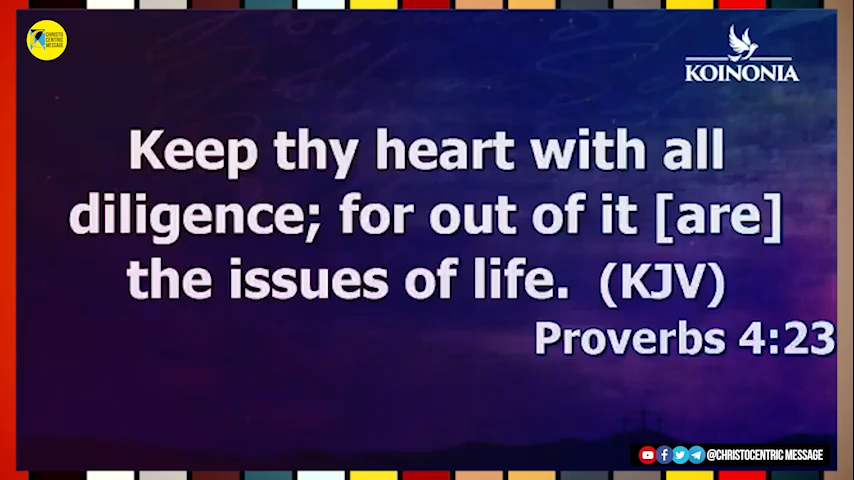 CHRISTO
CENTRIC
MESSAGE
KOINONIA
Keep thy heart with all
diligence; for out of it [are]
the issues of life. (KJV)
Proverbs 4:23
@CHRISTOCENTRIC MESSAGE